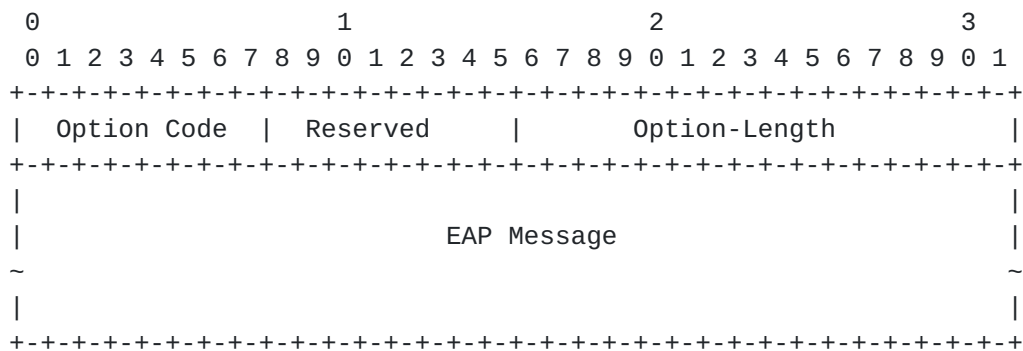 0                   1                   2                   3
 0 1 2 3 4 5 6 7 8 9 0 1 2 3 4 5 6 7 8 9 0 1 2 3 4 5 6 7 8 9 0 1
+-+-+-+-+-+-+-+-+-+-+-+-+-+-+-+-+-+-+-+-+-+-+-+-+-+-+-+-+-+-+-+-+
|  Option Code  |  Reserved     |       Option-Length           |
+-+-+-+-+-+-+-+-+-+-+-+-+-+-+-+-+-+-+-+-+-+-+-+-+-+-+-+-+-+-+-+-+
|                                                               |
|                           EAP Message                         |
~                                                               ~
|                                                               |
+-+-+-+-+-+-+-+-+-+-+-+-+-+-+-+-+-+-+-+-+-+-+-+-+-+-+-+-+-+-+-+-+